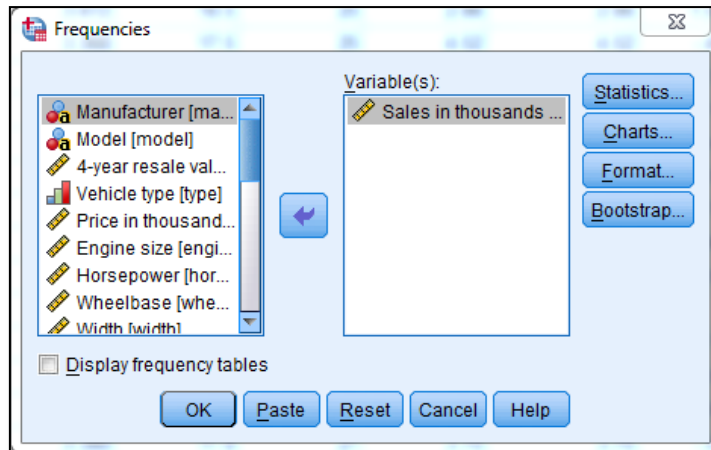 Frequencies
Variable(s):
Manufacturer [ma...
Model [model]
4-year resale val...
Vehicle type [type]
Price in thousand...
Engine size [engi...
Horsepower [hor...
Wheelbase [whe...
Width [width]
Sales in thousands ...
Statistics...
Charts...
Format...
Bootstrap...
Display frequency tables
OK Paste Reset Cancel Help